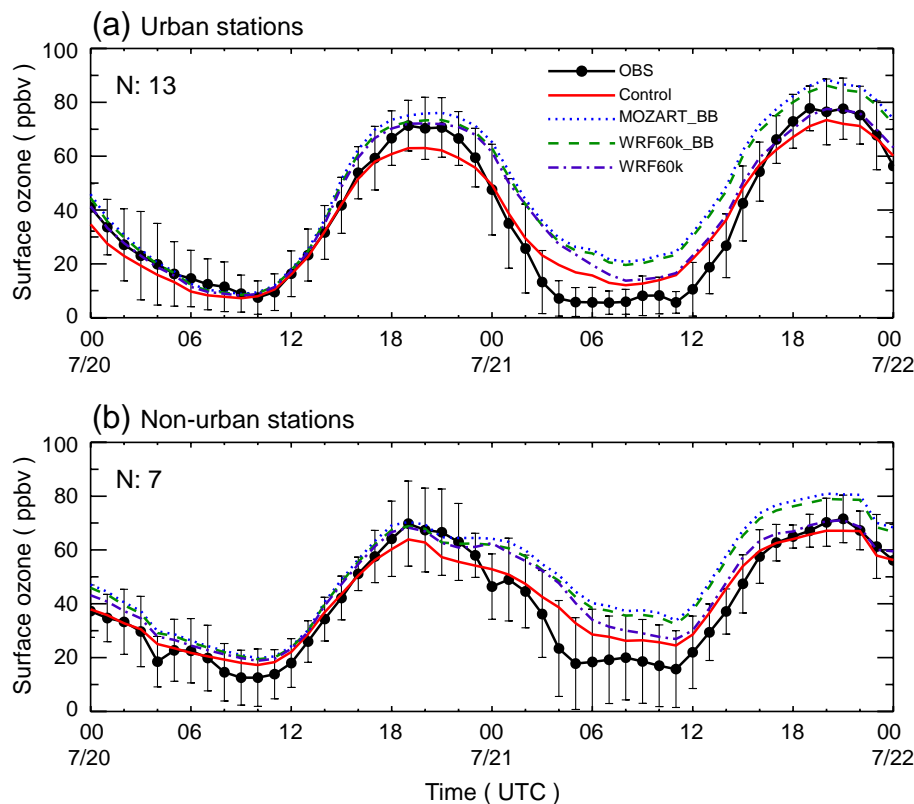 (a) Urban stations
100
80
60
40
20
0
Surface ozone ( ppbv )
N: 13
OBS
Control
MOZART_BB
WRF60k_BB
WRF60k
00 06 12 18 00 06 12 18 00
7/20 7/21 7/22
(b) Non-urban stations
100
80
60
40
20
0
Surface ozone ( ppbv )
N: 7
00 06 12 18 00 06 12 18 00
7/20 7/21 7/22
Time ( UTC )